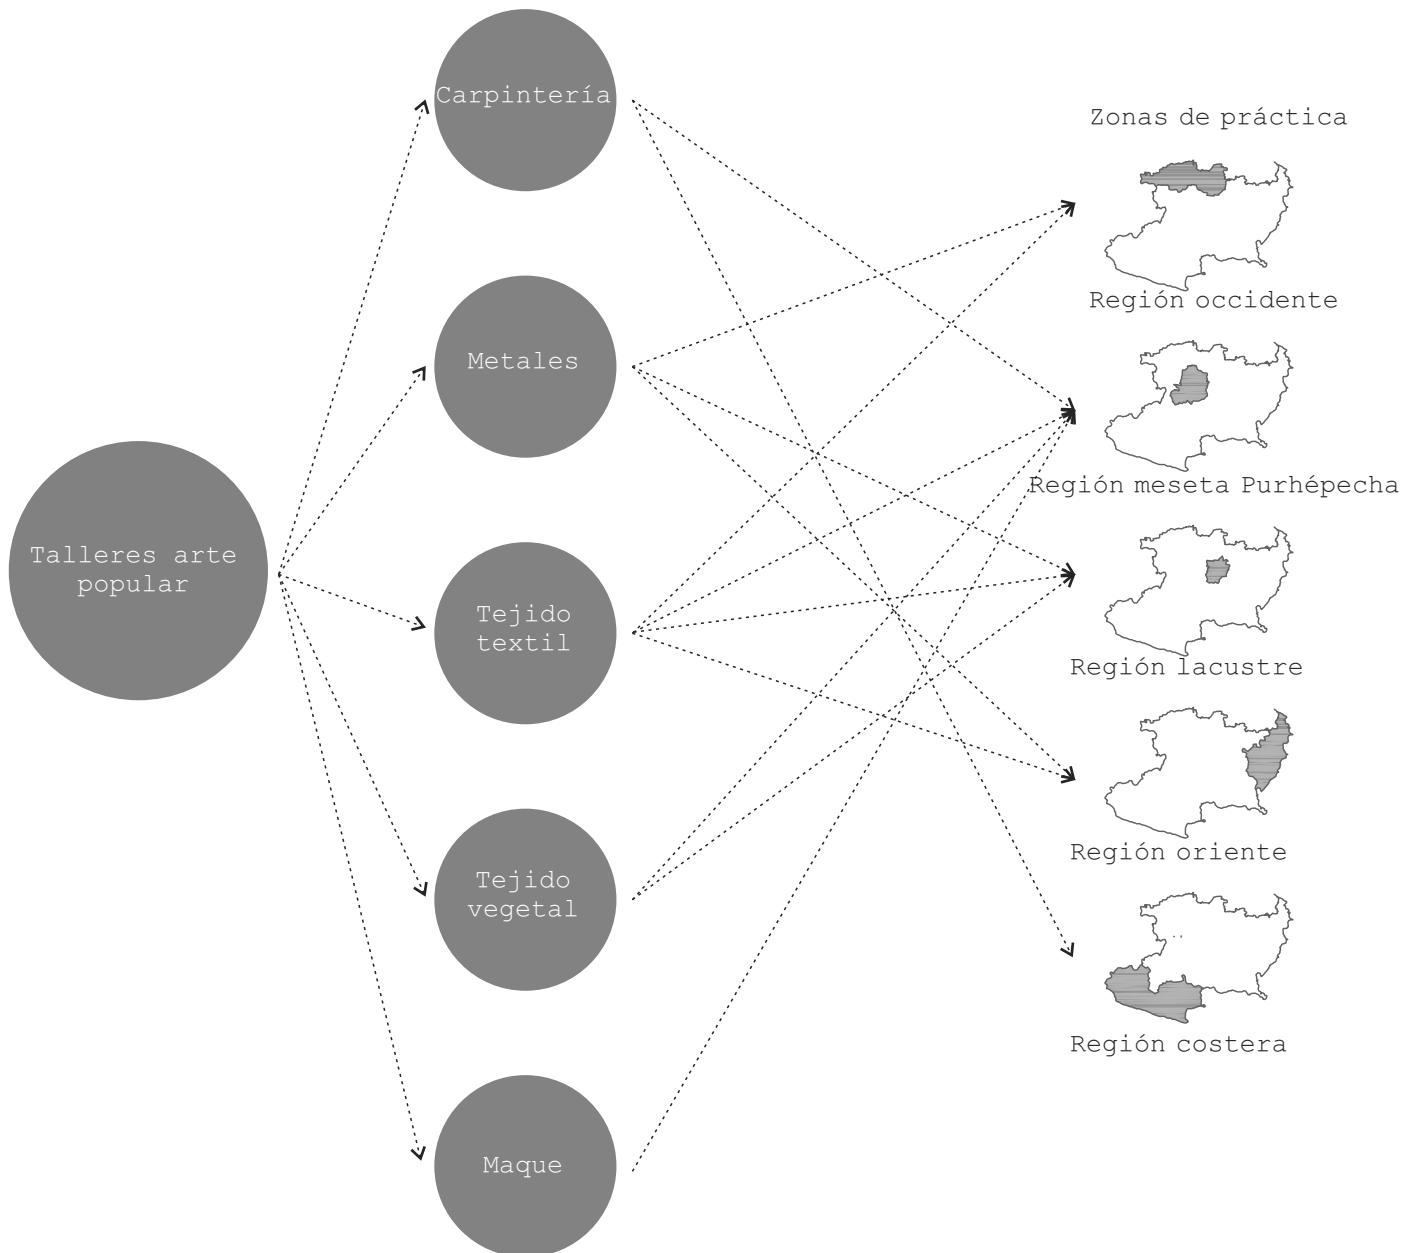 Talleres arte
popular
Carpintería
Metales
Tejido
textil
Tejido
vegetal
Maque
Zonas de práctica
Región occidente
Región meseta Purhépecha
Región lacustre
Región oriente
Región costera